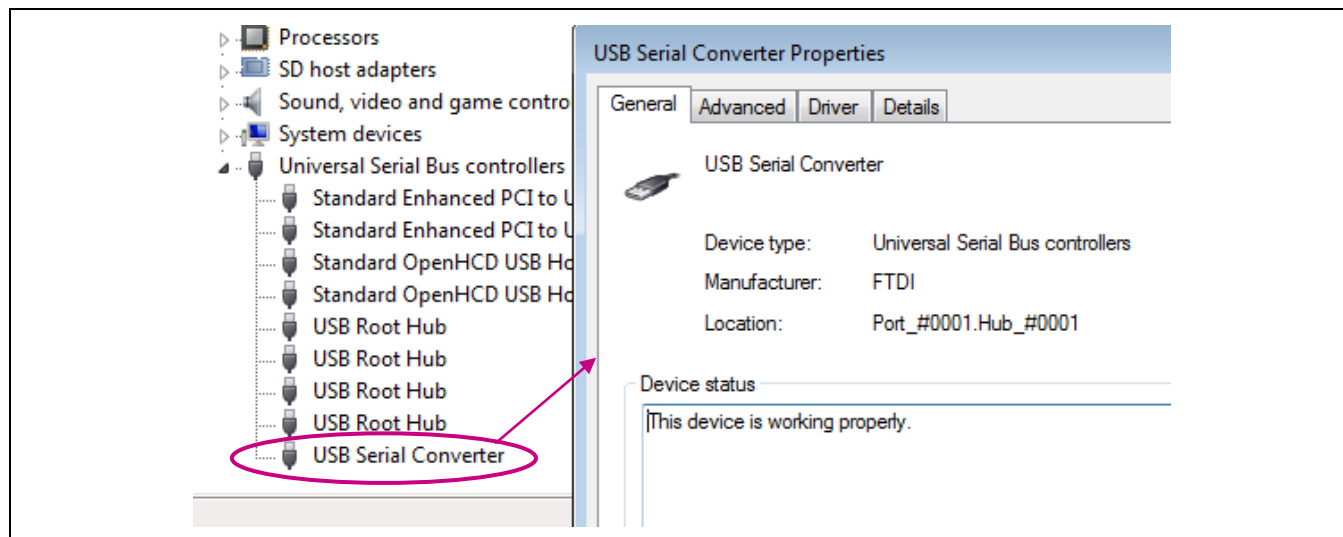 Processors
SD host adapters
Sound, video and game contro
System devices
Universal Serial Bus controllers
Standard Enhanced PCI to U
Standard Enhanced PCI to U
Standard OpenHCD USB Ho
Standard OpenHCD USB Ho
USB Root Hub
USB Root Hub
USB Root Hub
USB Root Hub
USB Serial Converter
USB Serial Converter Properties
General Advanced Driver Details
USB Serial Converter
Device type: Universal Serial Bus controllers
Manufacturer: FTDI
Location: Port_#0001.Hub_#0001
Device status
This device is working properly.